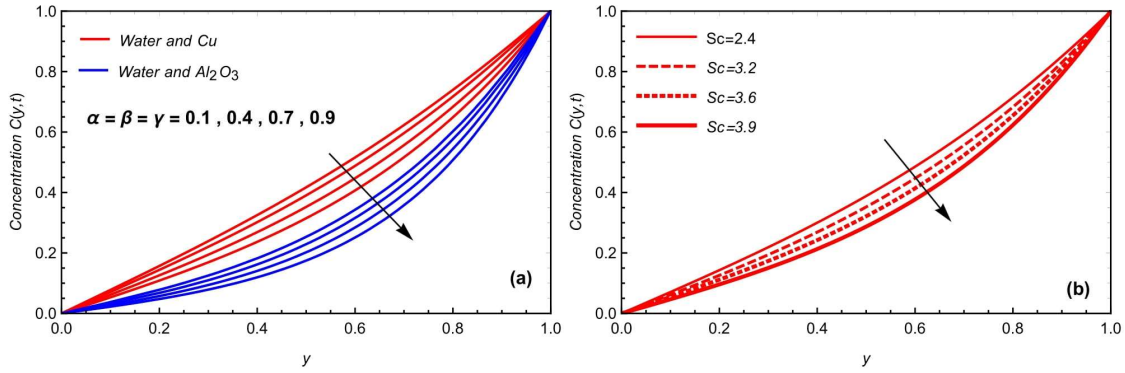 Concentration C(y,t)
1.0
0.8
0.6
0.4
0.2
0.0
Water and Cu
Water and Al₂O₃
α = β = γ = 0.1 , 0.4 , 0.7 , 0.9
(a)
0.0 0.2 0.4 0.6 0.8 1.0
y
Concentration C(y,t)
1.0
0.8
0.6
0.4
0.2
0.0
Sc=2.4
Sc=3.2
Sc=3.6
Sc=3.9
(b)
0.0 0.2 0.4 0.6 0.8 1.0
y